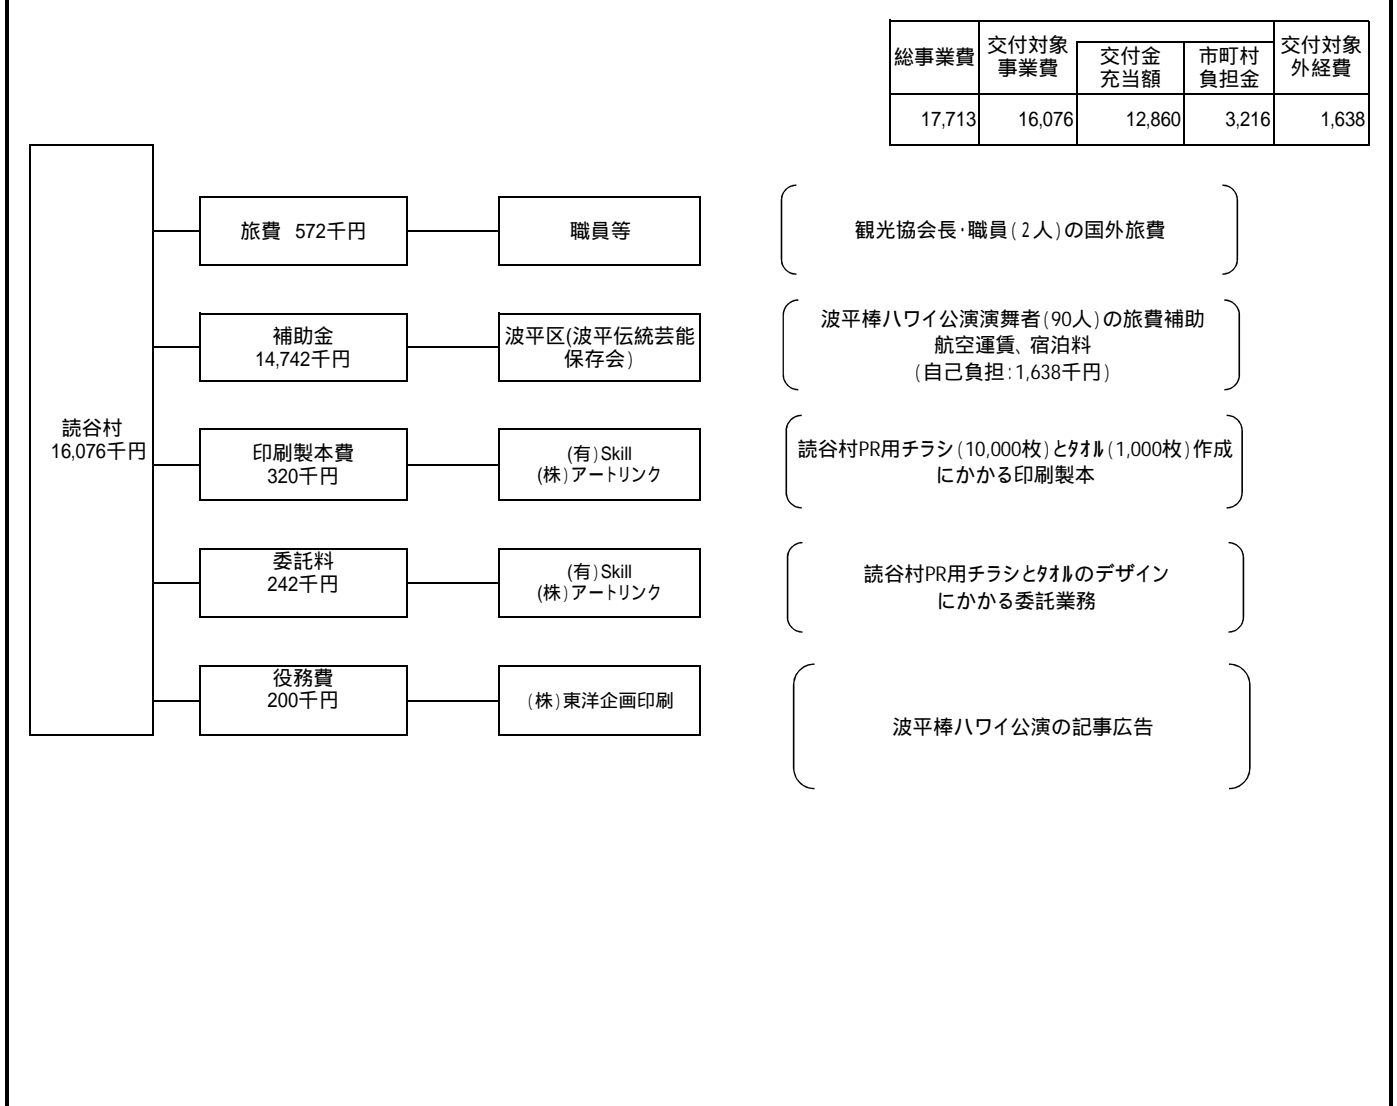 総事業費 交付対象事業費 交付金充当額 市町村負担金 交付対象外経費
17,713 16,076 12,860 3,216 1,638
読谷村
16,076千円
旅費 572千円
職員等
観光協会長・職員(2人)の国外旅費
補助金
14,742千円
波平区(波平伝統芸能
保存会)
波平棒ハワイ公演演舞者(90人)の旅費補助
航空運賃、宿泊料
(自己負担:1,638千円)
印刷製本費
320千円
(有)Skill
(株)アートリンク
読谷村PR用チラシ(10,000枚)とタオル(1,000枚)作成
にかかる印刷製本
委託料
242千円
(有)Skill
(株)アートリンク
読谷村PR用チラシとタオルのデザイン
にかかる委託業務
役務費
200千円
(株)東洋企画印刷
波平棒ハワイ公演の記事広告